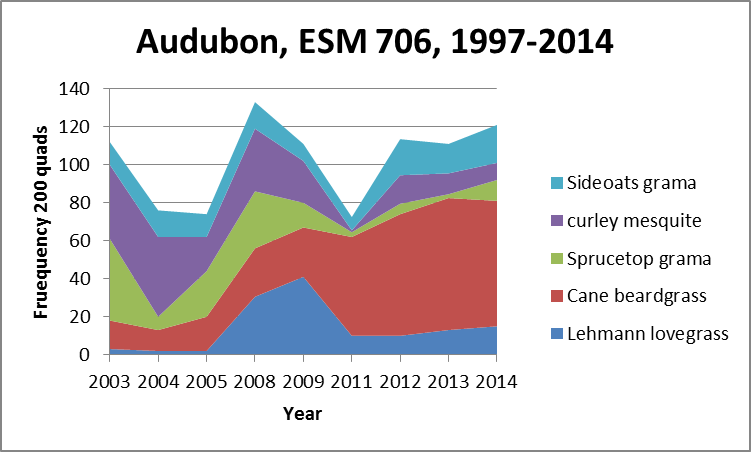 Audubon, ESM 706, 1997-2014
Fruequency 200 quads
140
120
100
80
60
40
20
0
2003 2004 2005 2008 2009 2011 2012 2013 2014
Year
Sideoats grama
curley mesquite
Sprucetop grama
Cane beardgrass
Lehmann lovegrass